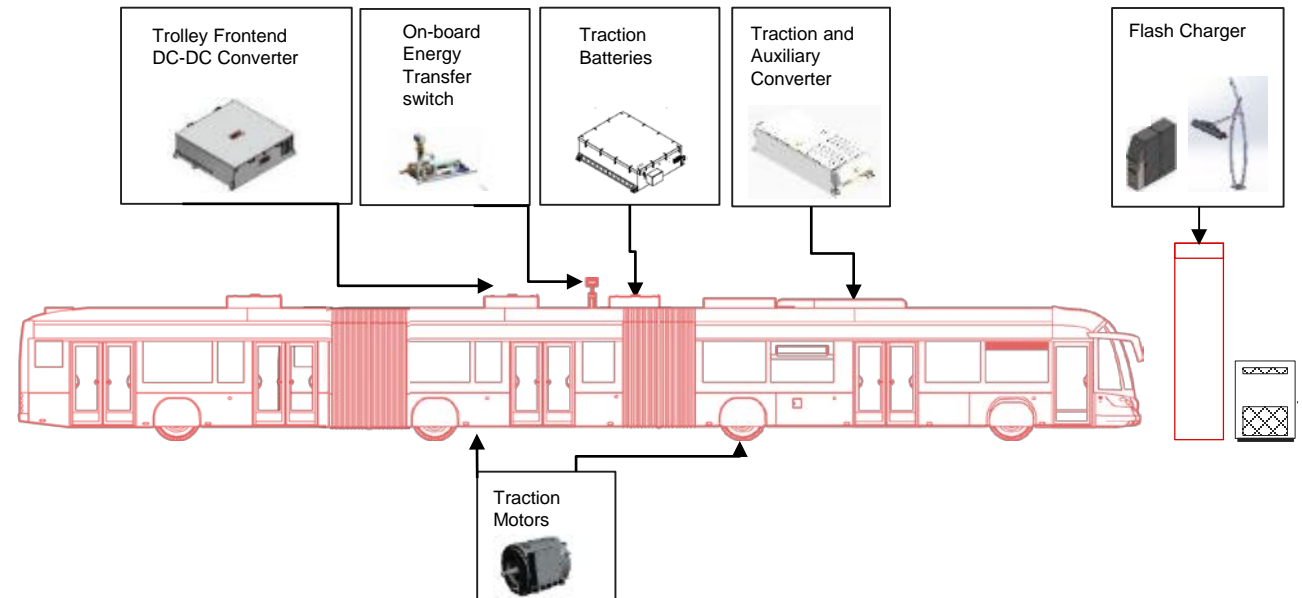 Trolley Frontend
DC-DC Converter
On-board
Energy
Transfer
switch
Traction
Batteries
Traction and
Auxiliary
Converter
Flash Charger
Traction
Motors